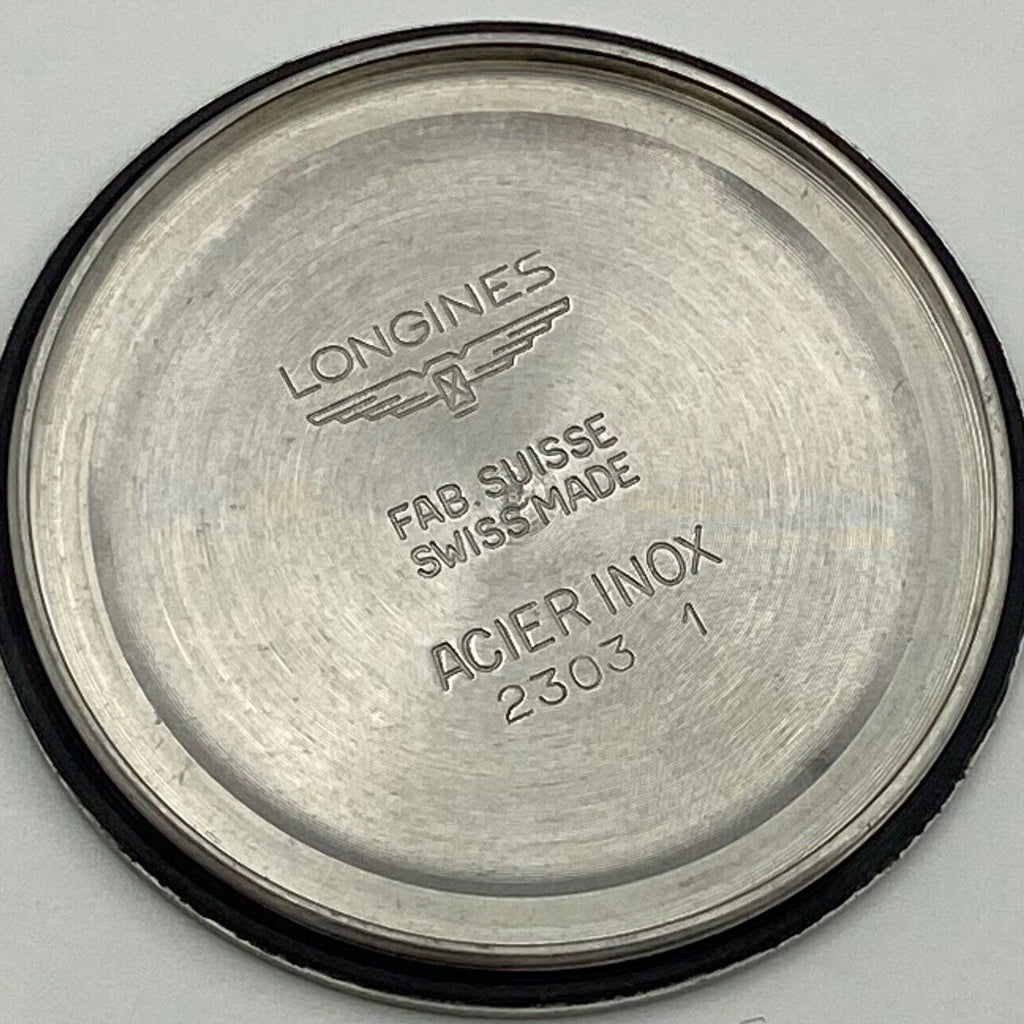 LONGINES
FAB. SUISSE
SWISS MADE
ACIER INOX
2303 1